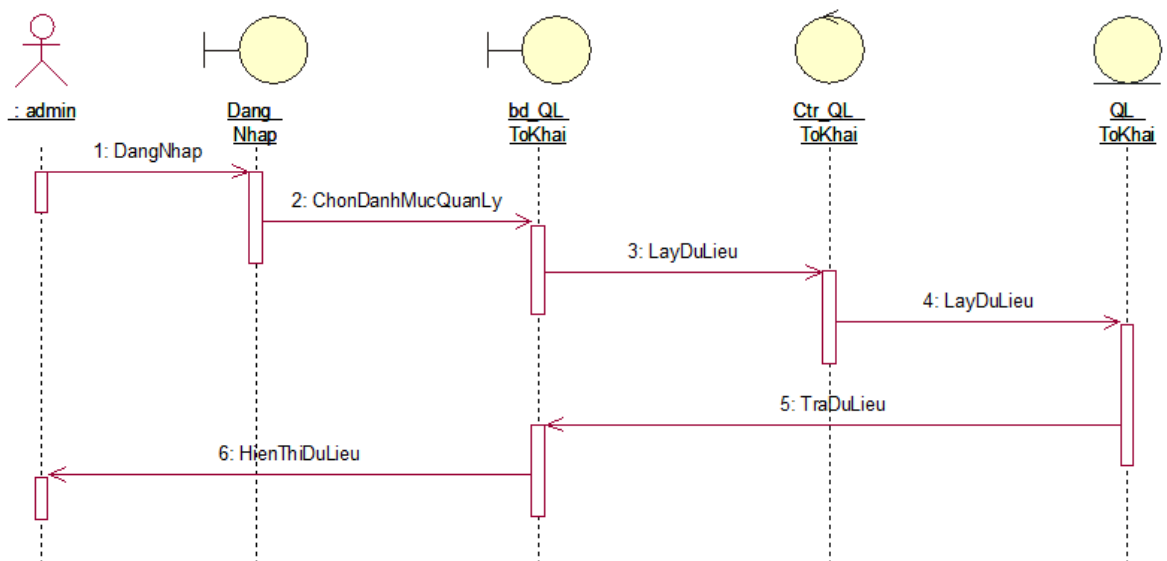 : admin
Dang_
Nhap
bd_QL_
ToKhai
Ctr_QL_
ToKhai
QL_
ToKhai
1: DangNhap
2: ChonDanhMucQuanLy
3: LayDuLieu
4: LayDuLieu
5: TraDuLieu
6: HienThiDuLieu